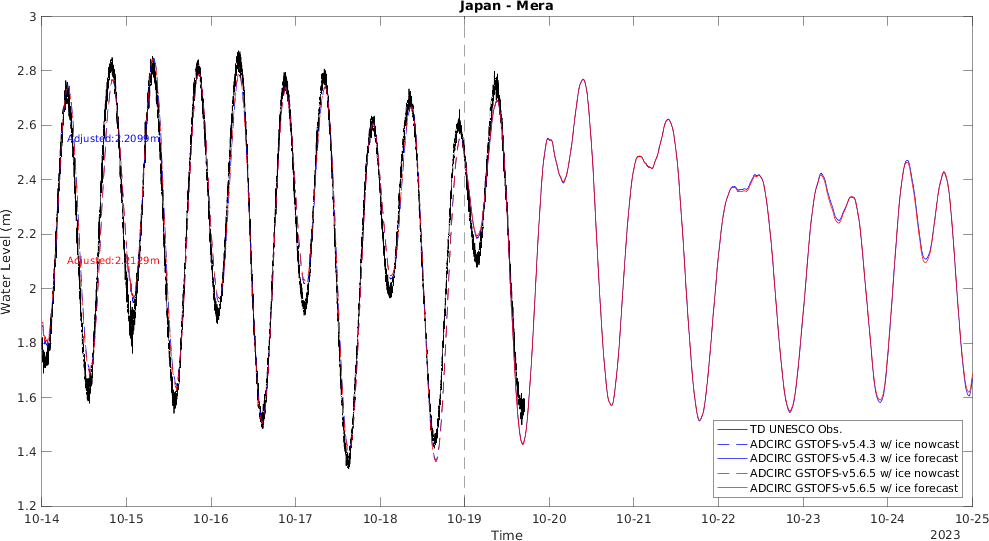 Japan - Mera
3
2.8
2.6
2.4
2.2
2
1.8
1.6
1.4
1.2
Water Level (m)
Adjusted:2.2099m
Adjusted:2.2129m
10-14
10-15
10-16
10-17
10-18
10-19
10-20
10-21
10-22
10-23
10-24
10-25
Time
2023
TD UNESCO Obs.
ADCIRC GSTOFS-v5.4.3 w/ ice nowcast
ADCIRC GSTOFS-v5.4.3 w/ ice forecast
ADCIRC GSTOFS-v5.6.5 w/ ice nowcast
ADCIRC GSTOFS-v5.6.5 w/ ice forecast